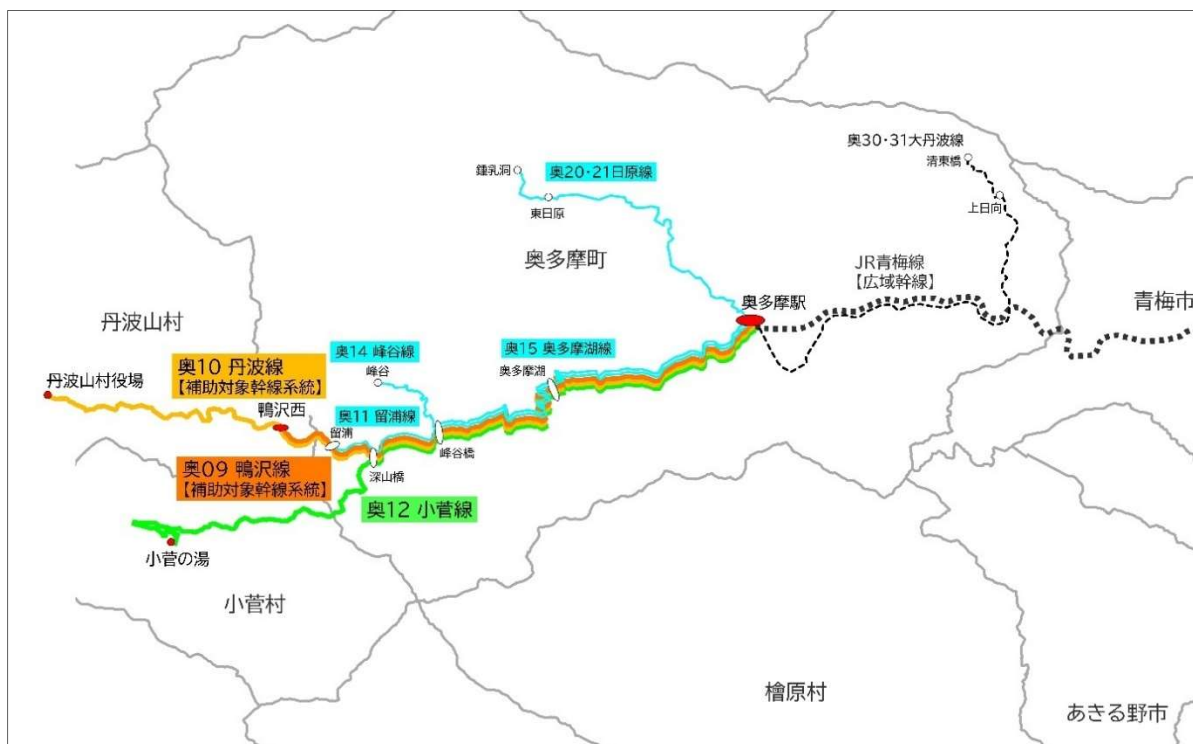 奥30・31大丹波線
清東橋
鍾乳洞
奥20・21日原線
東日原
上日向
奥多摩町
JR青梅線
【広域幹線】
奥多摩駅
青梅市
丹波山村
奥14 峰谷線
峰谷
奥15 奥多摩湖線
奥多摩湖
奥10 丹波線
【補助対象幹線系統】
丹波山村役場
鴨沢西
奥11 留浦線
留浦
峰谷橋
深山橋
奥09 鴨沢線
【補助対象幹線系統】
奥12 小菅線
小菅の湯
小菅村
檜原村
あきる野市